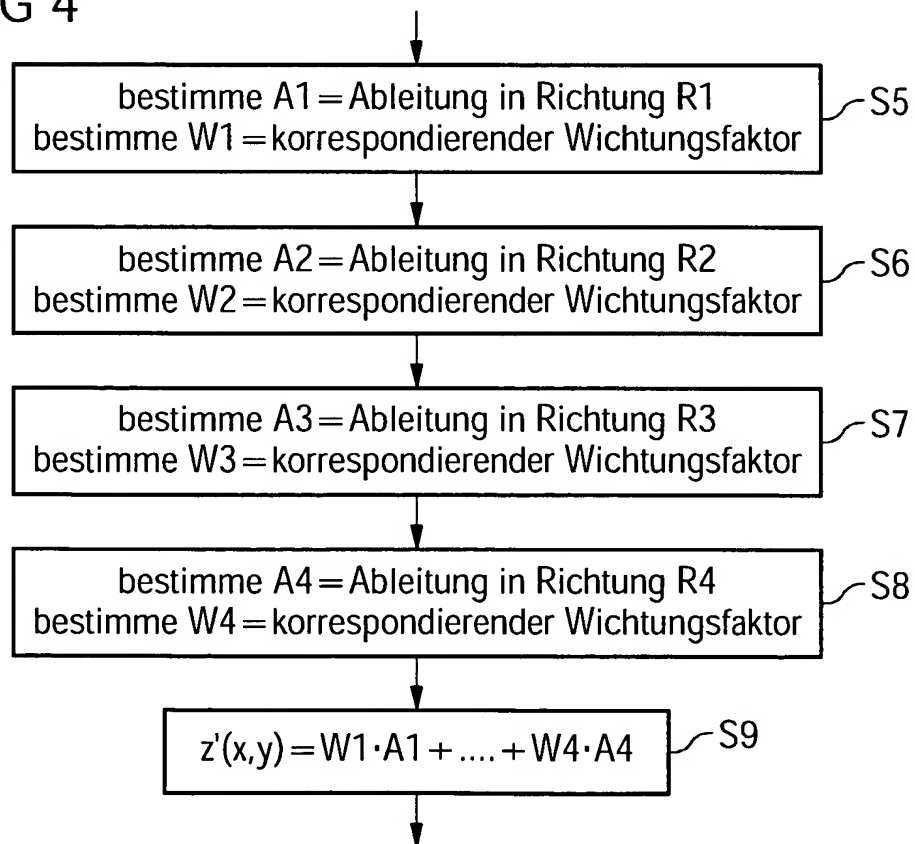 G 4
bestimme A1=Ableitung in Richtung R1
bestimme W1=korrespondierender Wichtungsfaktor
S5
bestimme A2=Ableitung in Richtung R2
bestimme W2=korrespondierender Wichtungsfaktor
S6
bestimme A3=Ableitung in Richtung R3
bestimme W3=korrespondierender Wichtungsfaktor
S7
bestimme A4=Ableitung in Richtung R4
bestimme W4=korrespondierender Wichtungsfaktor
S8
z'(x,y)=W1·A1+....+W4·A4
S9